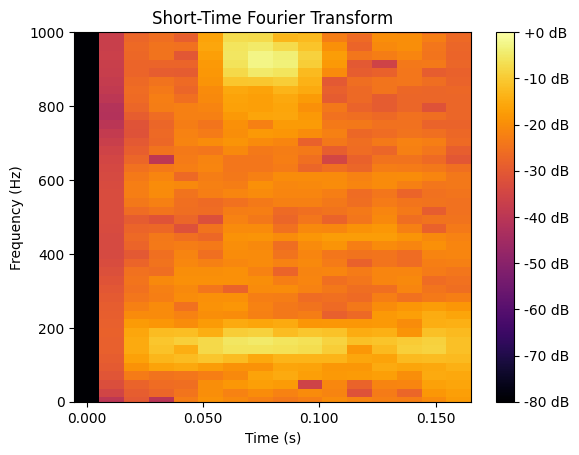 Short-Time Fourier Transform
Frequency (Hz)
1000
800
600
400
200
0
0.000
0.050
0.100
0.150
Time (s)
+0 dB
-10 dB
-20 dB
-30 dB
-40 dB
-50 dB
-60 dB
-70 dB
-80 dB